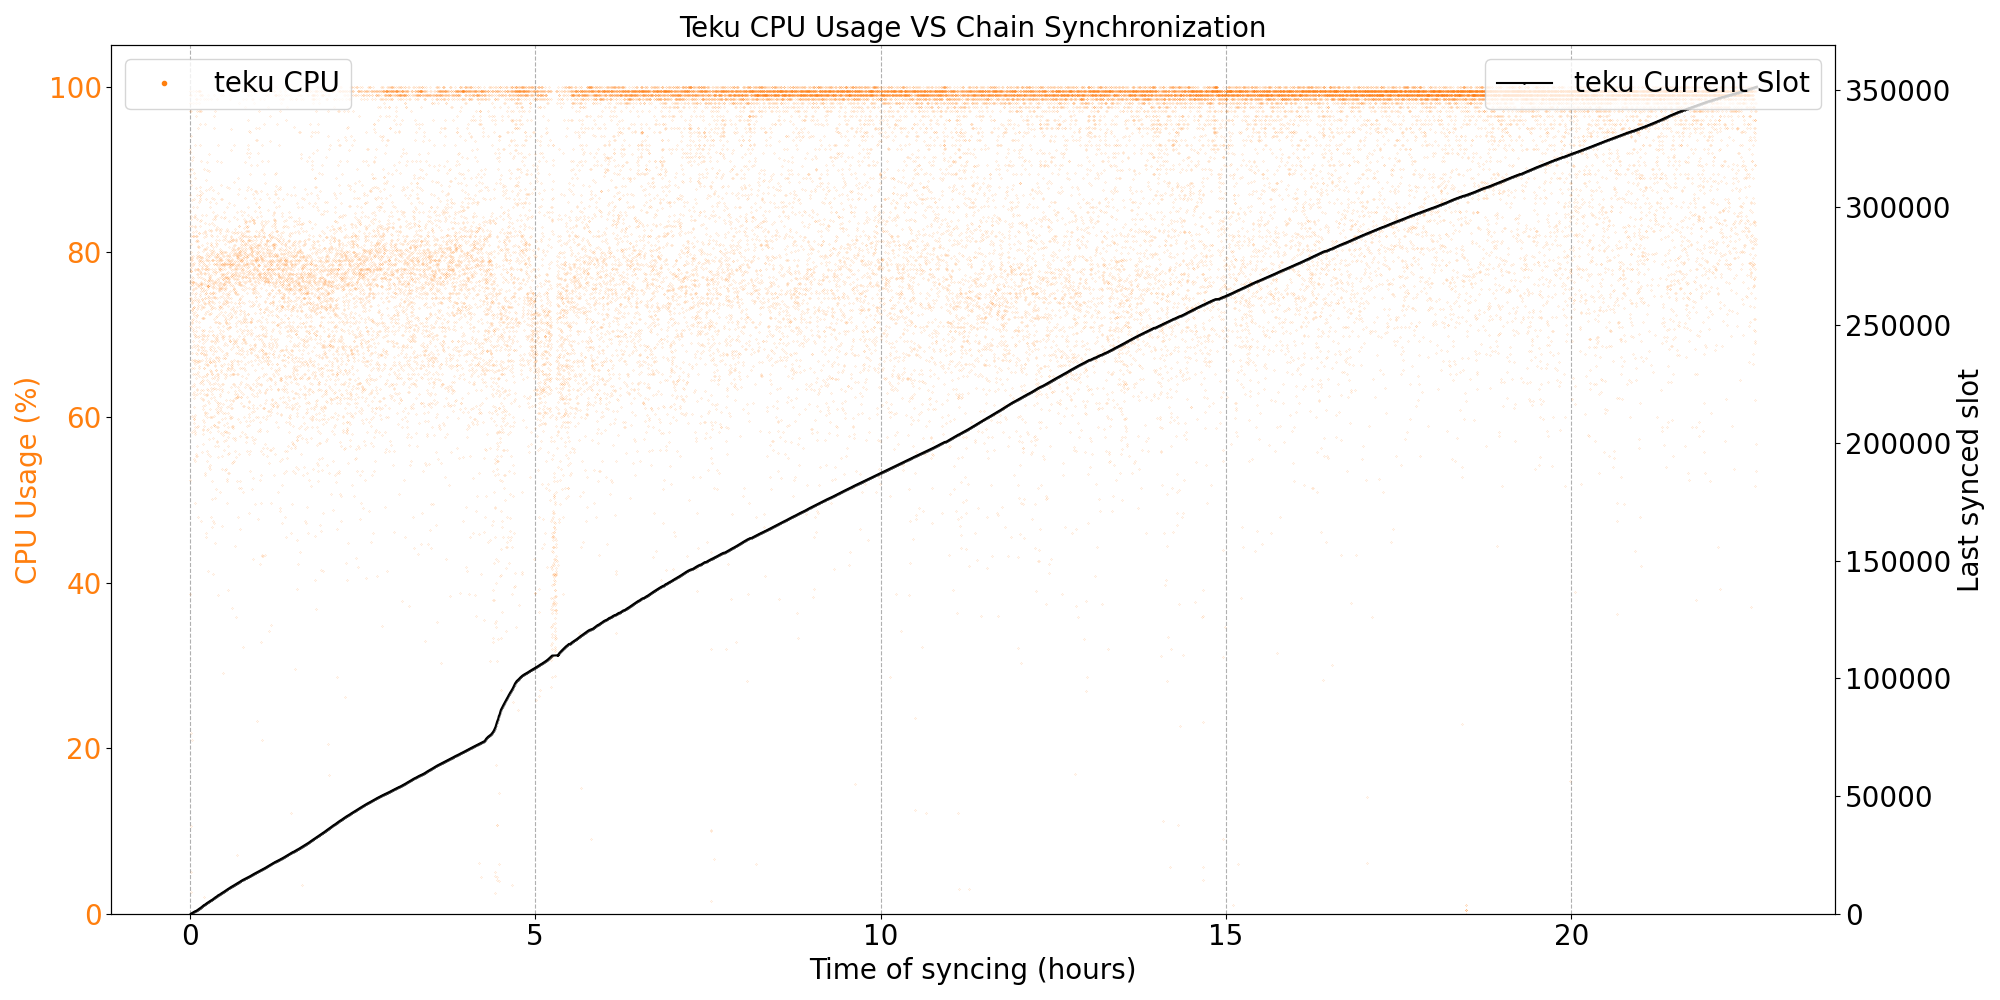 Teku CPU Usage VS Chain Synchronization
teku CPU
teku Current Slot
CPU Usage (%)
100
80
60
40
20
0
Last synced slot
350000
300000
250000
200000
150000
100000
50000
0
0 5 10 15 20
Time of syncing (hours)